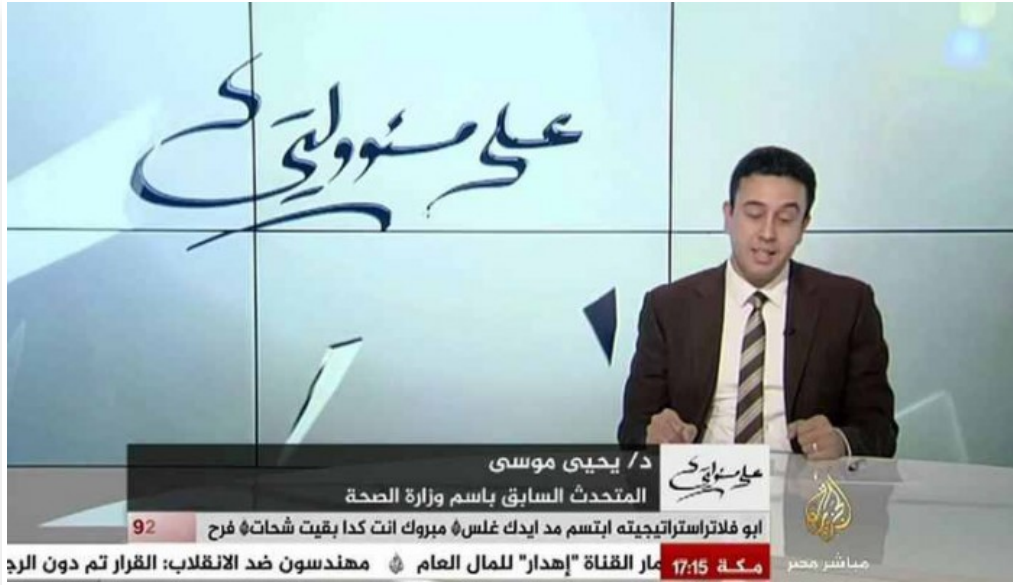 على مسئووليتي
د/ يحيى موسى
على مسئوليتي
المتحدث السابق باسم وزارة الصحة
ابو فلاتراستراتيجيته ابتسم مد ايدك غلس مبروك انت كدا بقيت شحات فرح
92
مكة 17:15
مار القناة "إهدار" للمال العام مهندسون ضد الانقلاب: القرار تم دون الرج
الجزيرة
مباشر مصر